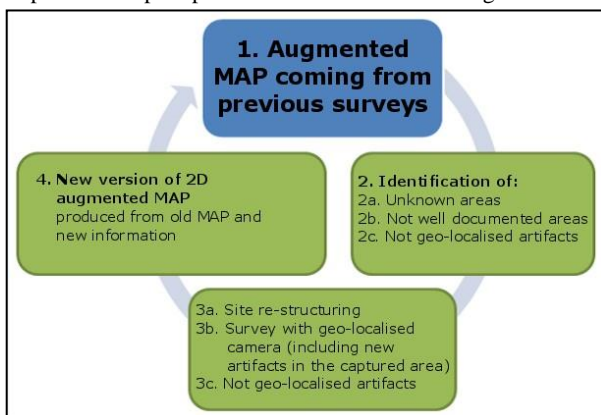 1. Augmented
MAP coming from
previous surveys
2. Identification of:
2a. Unknown areas
2b. Not well documented areas
2c. Not geo-localised artifacts
3a. Site re-structuring
3b. Survey with geo-localised
camera (including new
artifacts in the captured area)
3c. Not geo-localised artifacts
4. New version of 2D
augmented MAP
produced from old MAP and
new information